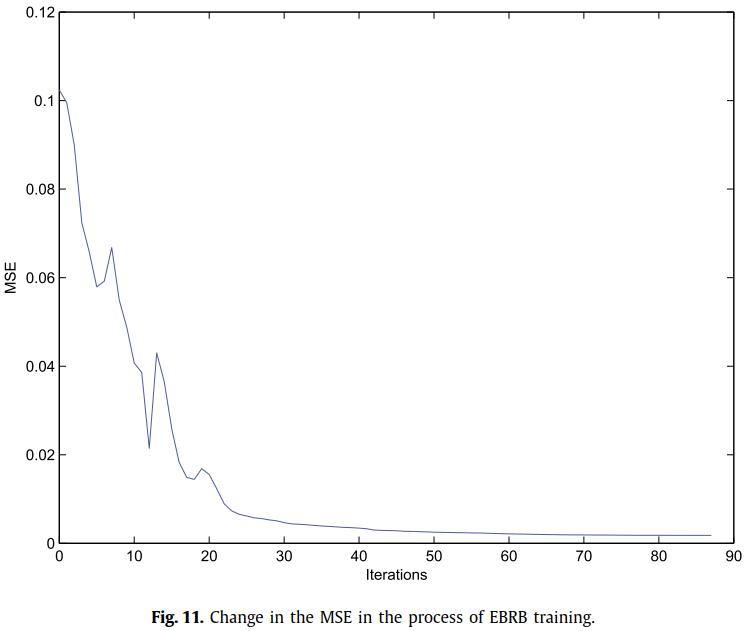 0.12
0.1
0.08
0.06
0.04
0.02
0
MSE
0 10 20 30 40 50 60 70 80 90
Iterations
Fig. 11. Change in the MSE in the process of EBRB training.